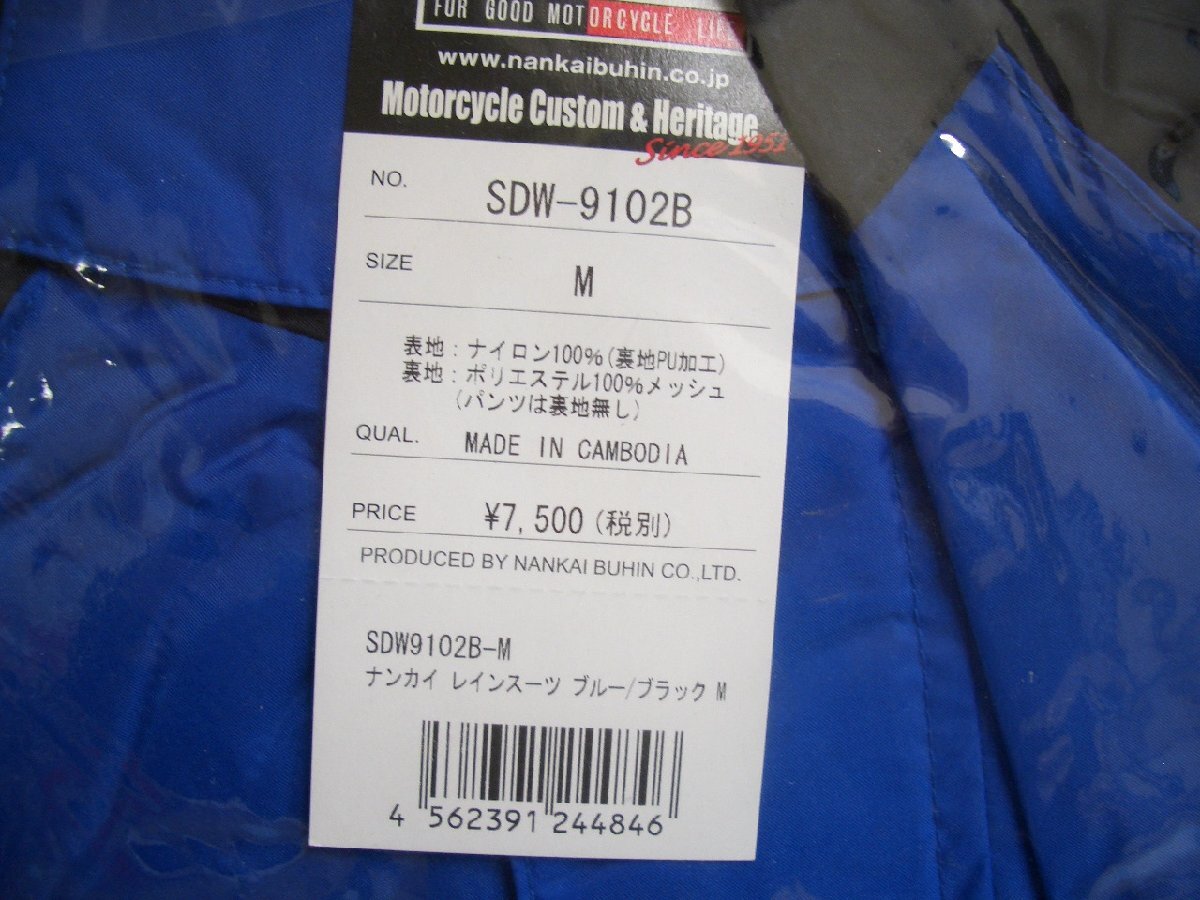 FOR GOOD MOTORCYCLE LIFE
www.nankaibuhin.co.jp
Motorcycle Custom & Heritage
Since 1951
NO. SDW-9102B
SIZE M
表地:ナイロン100%(裏地PU加工)
裏地:ポリエステル100%メッシュ
(パンツは裏地無し)
QUAL. MADE IN CAMBODIA
PRICE ¥7,500(税別)
PRODUCED BY NANKAI BUHIN CO.,LTD.
SDW9102B-M
ナンカイ レインスーツ ブルー/ブラック M
4 562391 244846